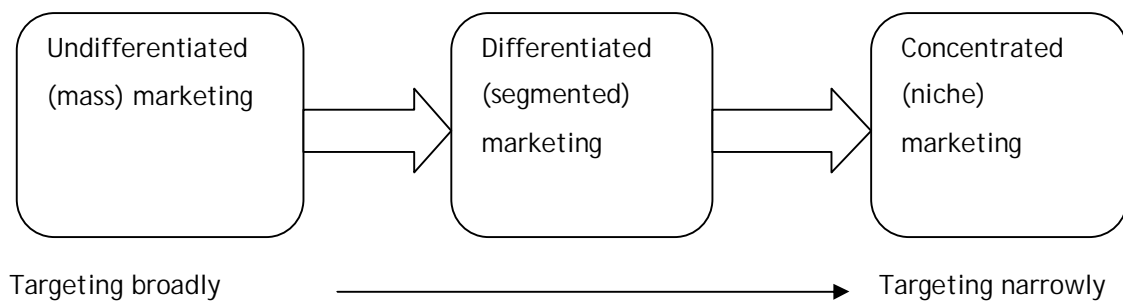 Undifferentiated
(mass) marketing
Differentiated
(segmented)
marketing
Concentrated
(niche)
marketing
Targeting broadly
Targeting narrowly